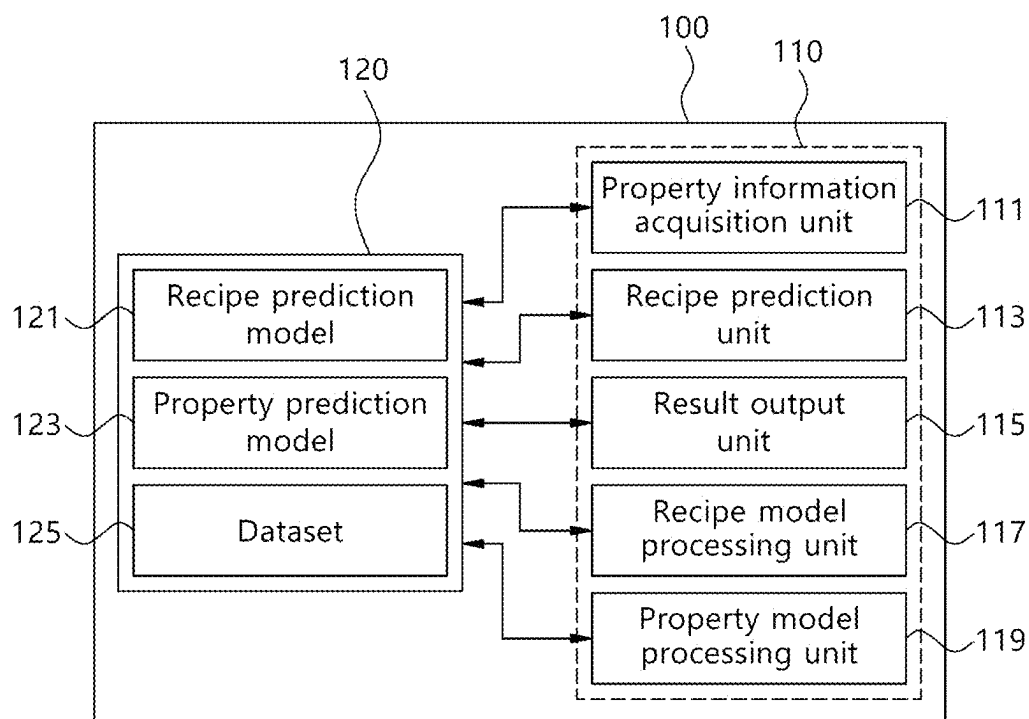 100
110
120
Property information
acquisition unit
111
121
Recipe prediction
model
Recipe prediction
unit
113
123
Property prediction
model
Result output
unit
115
125
Dataset
Recipe model
processing unit
117
Property model
processing unit
119